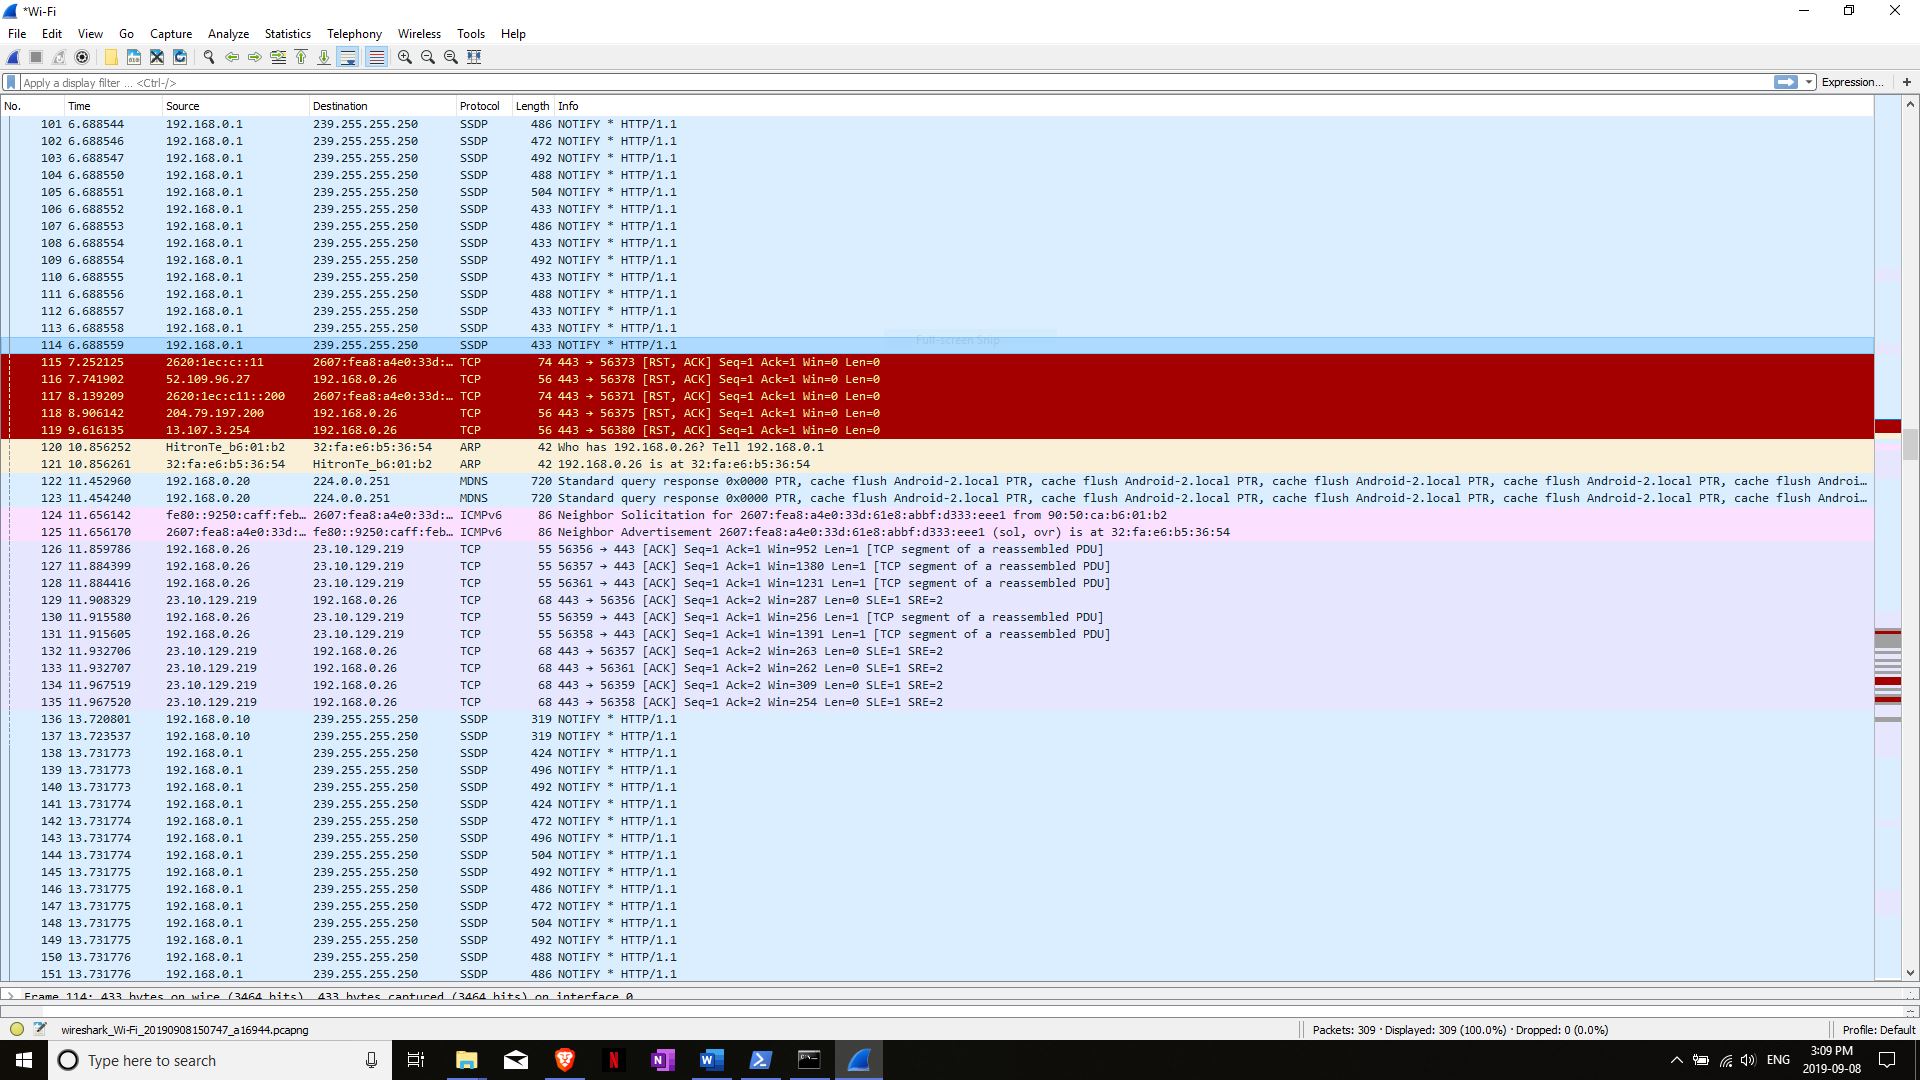 *Wi-Fi
File Edit View Go Capture Analyze Statistics Telephony Wireless Tools Help
Apply a display filter ... <Ctrl-/> Expression... +
No. Time Source Destination Protocol Length Info
101 6.688544 192.168.0.1 239.255.255.250 SSDP 486 NOTIFY * HTTP/1.1
102 6.688546 192.168.0.1 239.255.255.250 SSDP 472 NOTIFY * HTTP/1.1
103 6.688547 192.168.0.1 239.255.255.250 SSDP 492 NOTIFY * HTTP/1.1
104 6.688550 192.168.0.1 239.255.255.250 SSDP 488 NOTIFY * HTTP/1.1
105 6.688551 192.168.0.1 239.255.255.250 SSDP 504 NOTIFY * HTTP/1.1
106 6.688552 192.168.0.1 239.255.255.250 SSDP 433 NOTIFY * HTTP/1.1
107 6.688553 192.168.0.1 239.255.255.250 SSDP 486 NOTIFY * HTTP/1.1
108 6.688554 192.168.0.1 239.255.255.250 SSDP 433 NOTIFY * HTTP/1.1
109 6.688554 192.168.0.1 239.255.255.250 SSDP 492 NOTIFY * HTTP/1.1
110 6.688555 192.168.0.1 239.255.255.250 SSDP 433 NOTIFY * HTTP/1.1
111 6.688556 192.168.0.1 239.255.255.250 SSDP 488 NOTIFY * HTTP/1.1
112 6.688557 192.168.0.1 239.255.255.250 SSDP 433 NOTIFY * HTTP/1.1
113 6.688558 192.168.0.1 239.255.255.250 SSDP 433 NOTIFY * HTTP/1.1
114 6.688559 192.168.0.1 239.255.255.250 SSDP 433 NOTIFY * HTTP/1.1
Full-screen Snip
115 7.252125 2620:1ec:c::11 2607:fea8:a4e0:33d:… TCP 74 443 → 56373 [RST, ACK] Seq=1 Ack=1 Win=0 Len=0
116 7.741902 52.109.96.27 192.168.0.26 TCP 56 443 → 56378 [RST, ACK] Seq=1 Ack=1 Win=0 Len=0
117 8.139209 2620:1ec:c11::200 2607:fea8:a4e0:33d:… TCP 74 443 → 56371 [RST, ACK] Seq=1 Ack=1 Win=0 Len=0
118 8.906142 204.79.197.200 192.168.0.26 TCP 56 443 → 56375 [RST, ACK] Seq=1 Ack=1 Win=0 Len=0
119 9.616135 13.107.3.254 192.168.0.26 TCP 56 443 → 56380 [RST, ACK] Seq=1 Ack=1 Win=0 Len=0
120 10.856252 HitronTe_b6:01:b2 32:fa:e6:b5:36:54 ARP 42 Who has 192.168.0.26? Tell 192.168.0.1
121 10.856261 32:fa:e6:b5:36:54 HitronTe_b6:01:b2 ARP 42 192.168.0.26 is at 32:fa:e6:b5:36:54
122 11.452960 192.168.0.20 224.0.0.251 MDNS 720 Standard query response 0x0000 PTR, cache flush Android-2.local PTR, cache flush Android-2.local PTR, cache flush Android-2.local PTR, cache flush Android-2.local PTR, cache flush Androi…
123 11.454240 192.168.0.20 224.0.0.251 MDNS 720 Standard query response 0x0000 PTR, cache flush Android-2.local PTR, cache flush Android-2.local PTR, cache flush Android-2.local PTR, cache flush Android-2.local PTR, cache flush Androi…
124 11.656142 fe80::9250:caff:feb… 2607:fea8:a4e0:33d:… ICMPv6 86 Neighbor Solicitation for 2607:fea8:a4e0:33d:61e8:abbf:d333:eee1 from 90:50:ca:b6:01:b2
125 11.656170 2607:fea8:a4e0:33d:… fe80::9250:caff:feb… ICMPv6 86 Neighbor Advertisement 2607:fea8:a4e0:33d:61e8:abbf:d333:eee1 (sol, ovr) is at 32:fa:e6:b5:36:54
126 11.859786 192.168.0.26 23.10.129.219 TCP 55 56356 → 443 [ACK] Seq=1 Ack=1 Win=952 Len=1 [TCP segment of a reassembled PDU]
127 11.884399 192.168.0.26 23.10.129.219 TCP 55 56357 → 443 [ACK] Seq=1 Ack=1 Win=1380 Len=1 [TCP segment of a reassembled PDU]
128 11.884416 192.168.0.26 23.10.129.219 TCP 55 56361 → 443 [ACK] Seq=1 Ack=1 Win=1231 Len=1 [TCP segment of a reassembled PDU]
129 11.908329 23.10.129.219 192.168.0.26 TCP 68 443 → 56356 [ACK] Seq=1 Ack=2 Win=287 Len=0 SLE=1 SRE=2
130 11.915580 192.168.0.26 23.10.129.219 TCP 55 56359 → 443 [ACK] Seq=1 Ack=1 Win=256 Len=1 [TCP segment of a reassembled PDU]
131 11.915605 192.168.0.26 23.10.129.219 TCP 55 56358 → 443 [ACK] Seq=1 Ack=1 Win=1391 Len=1 [TCP segment of a reassembled PDU]
132 11.932706 23.10.129.219 192.168.0.26 TCP 68 443 → 56357 [ACK] Seq=1 Ack=2 Win=263 Len=0 SLE=1 SRE=2
133 11.932707 23.10.129.219 192.168.0.26 TCP 68 443 → 56361 [ACK] Seq=1 Ack=2 Win=262 Len=0 SLE=1 SRE=2
134 11.967519 23.10.129.219 192.168.0.26 TCP 68 443 → 56359 [ACK] Seq=1 Ack=2 Win=309 Len=0 SLE=1 SRE=2
135 11.967520 23.10.129.219 192.168.0.26 TCP 68 443 → 56358 [ACK] Seq=1 Ack=2 Win=254 Len=0 SLE=1 SRE=2
136 13.720801 192.168.0.10 239.255.255.250 SSDP 319 NOTIFY * HTTP/1.1
137 13.723537 192.168.0.10 239.255.255.250 SSDP 319 NOTIFY * HTTP/1.1
138 13.731773 192.168.0.1 239.255.255.250 SSDP 424 NOTIFY * HTTP/1.1
139 13.731773 192.168.0.1 239.255.255.250 SSDP 496 NOTIFY * HTTP/1.1
140 13.731773 192.168.0.1 239.255.255.250 SSDP 492 NOTIFY * HTTP/1.1
141 13.731774 192.168.0.1 239.255.255.250 SSDP 424 NOTIFY * HTTP/1.1
142 13.731774 192.168.0.1 239.255.255.250 SSDP 472 NOTIFY * HTTP/1.1
143 13.731774 192.168.0.1 239.255.255.250 SSDP 496 NOTIFY * HTTP/1.1
144 13.731774 192.168.0.1 239.255.255.250 SSDP 504 NOTIFY * HTTP/1.1
145 13.731775 192.168.0.1 239.255.255.250 SSDP 492 NOTIFY * HTTP/1.1
146 13.731775 192.168.0.1 239.255.255.250 SSDP 486 NOTIFY * HTTP/1.1
147 13.731775 192.168.0.1 239.255.255.250 SSDP 472 NOTIFY * HTTP/1.1
148 13.731775 192.168.0.1 239.255.255.250 SSDP 504 NOTIFY * HTTP/1.1
149 13.731775 192.168.0.1 239.255.255.250 SSDP 492 NOTIFY * HTTP/1.1
150 13.731776 192.168.0.1 239.255.255.250 SSDP 488 NOTIFY * HTTP/1.1
151 13.731776 192.168.0.1 239.255.255.250 SSDP 486 NOTIFY * HTTP/1.1
Frame 114: 433 bytes on wire (3464 bits), 433 bytes captured (3464 bits) on interface 0
wireshark_Wi-Fi_20190908150747_a16944.pcapng Packets: 309 · Displayed: 309 (100.0%) · Dropped: 0 (0.0%) Profile: Default
Type here to search ENG 3:09 PM
2019-09-08